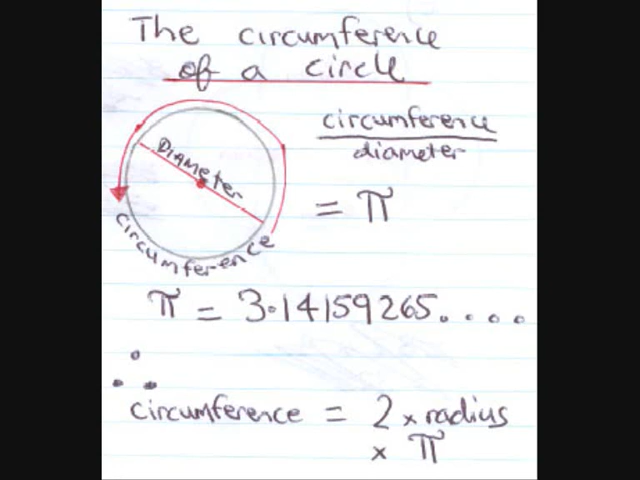 The circumference
of a circle
circumference
diameter
DIAMETER
= π
circumference
π = 3.14159265....
∴
circumference = 2 × radius
× π